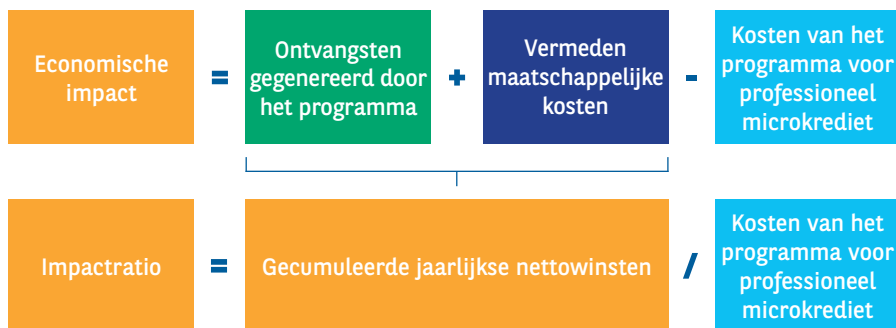 Economische
impact
=
Ontvangsten
gegenereerd door
het programma
+
Vermeden
maatschappelijke
kosten
-
Kosten van het
programma voor
professioneel
microkrediet
Impactratio
=
Gecumuleerde jaarlijkse nettowinsten
/
Kosten van het
programma voor
professioneel
microkrediet